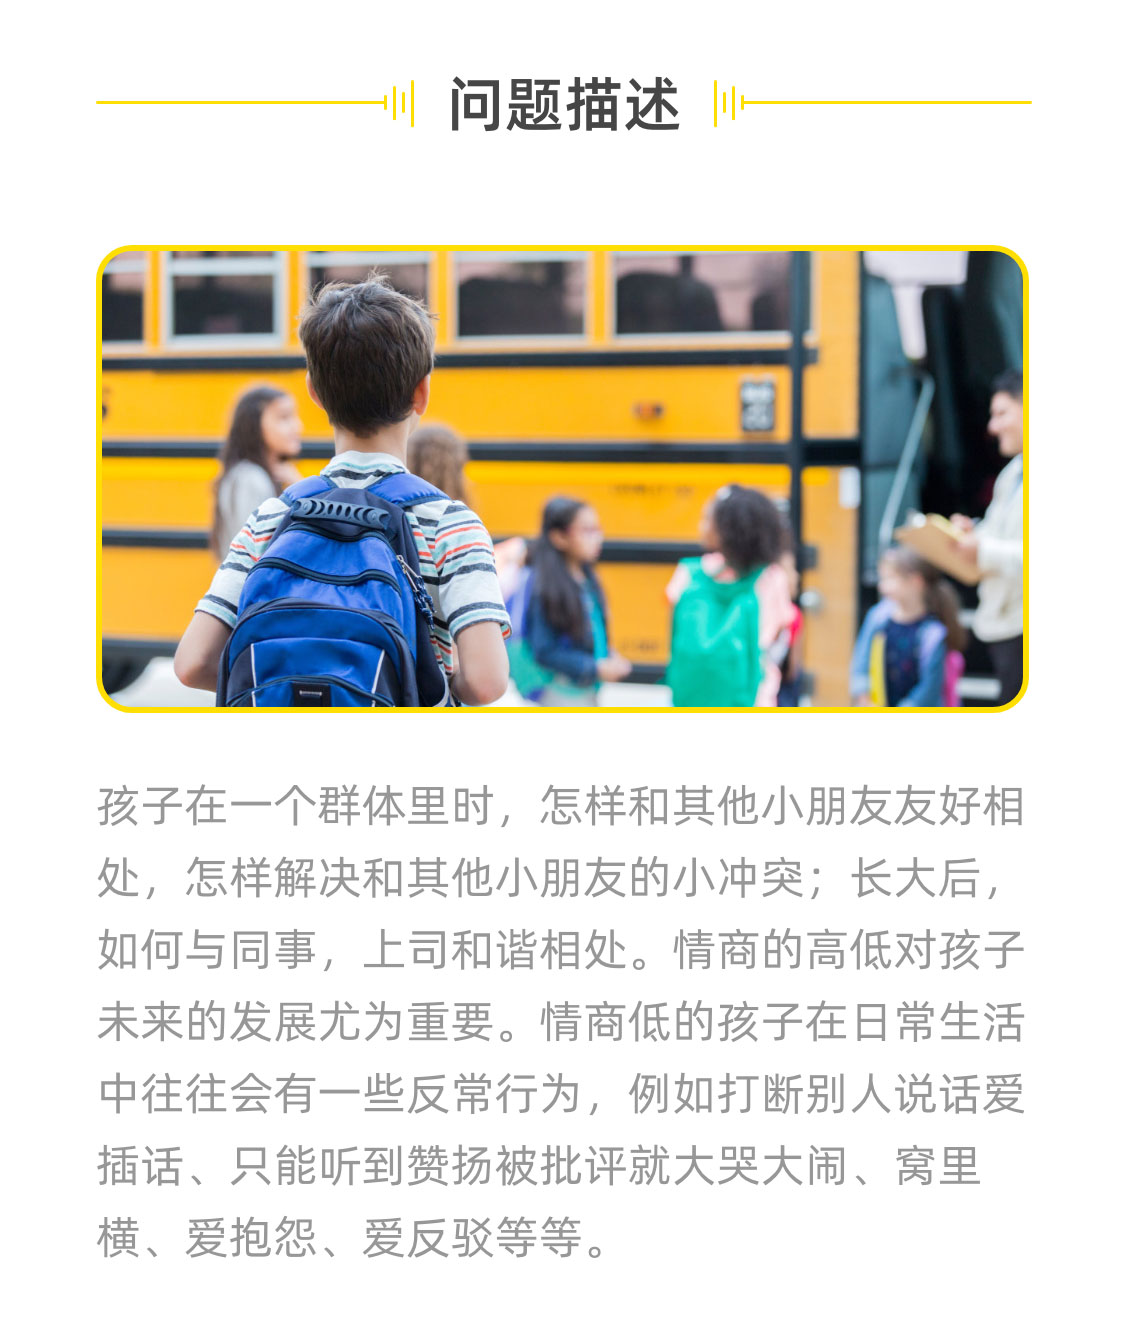 问题描述
孩子在一个群体里时，怎样和其他小朋友友好相
处，怎样解决和其他小朋友的小冲突；长大后，
如何与同事，上司和谐相处。情商的高低对孩子
未来的发展尤为重要。情商低的孩子在日常生活
中往往会有一些反常行为，例如打断别人说话爱
插话、只能听到赞扬被批评就大哭大闹、窝里
横、爱抱怨、爱反驳等等。